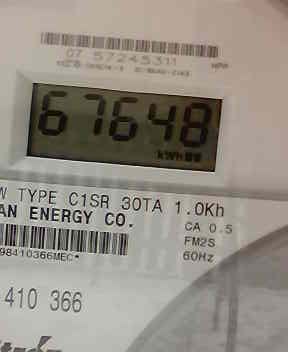 07 57245311
67648
kWh
W TYPE C1SR 30TA 1.0Kh
AN ENERGY CO.
CA 0.5
FM2S
60Hz
98410366MEC*
410 366